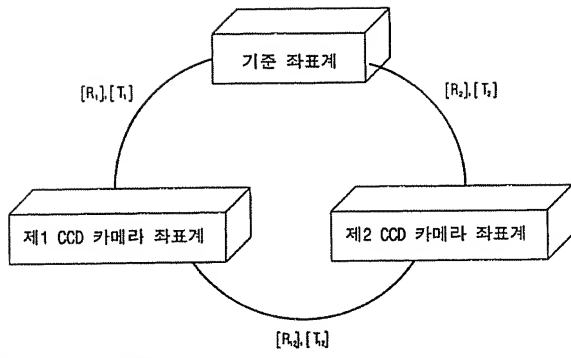 기준 좌표계
[R₁],[T₁]
[R₂],[T₂]
제1 CCD 카메라 좌표계
제2 CCD 카메라 좌표계
[R₁₂],[T₁₂]